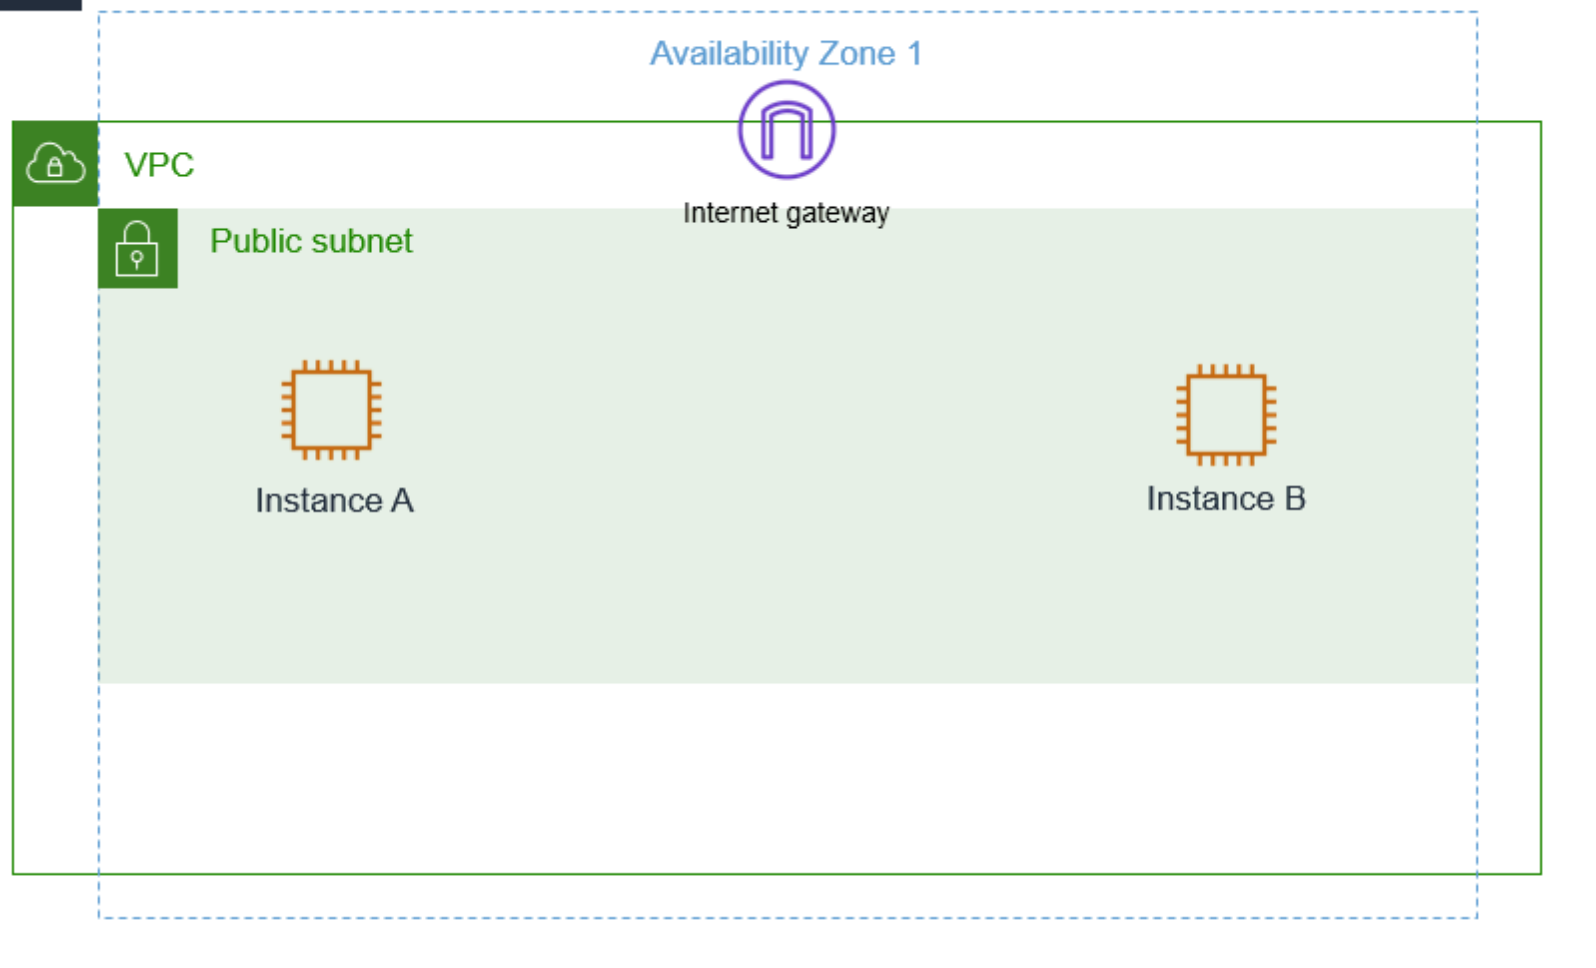 Availability Zone 1
VPC
Internet gateway
Public subnet
Instance A
Instance B